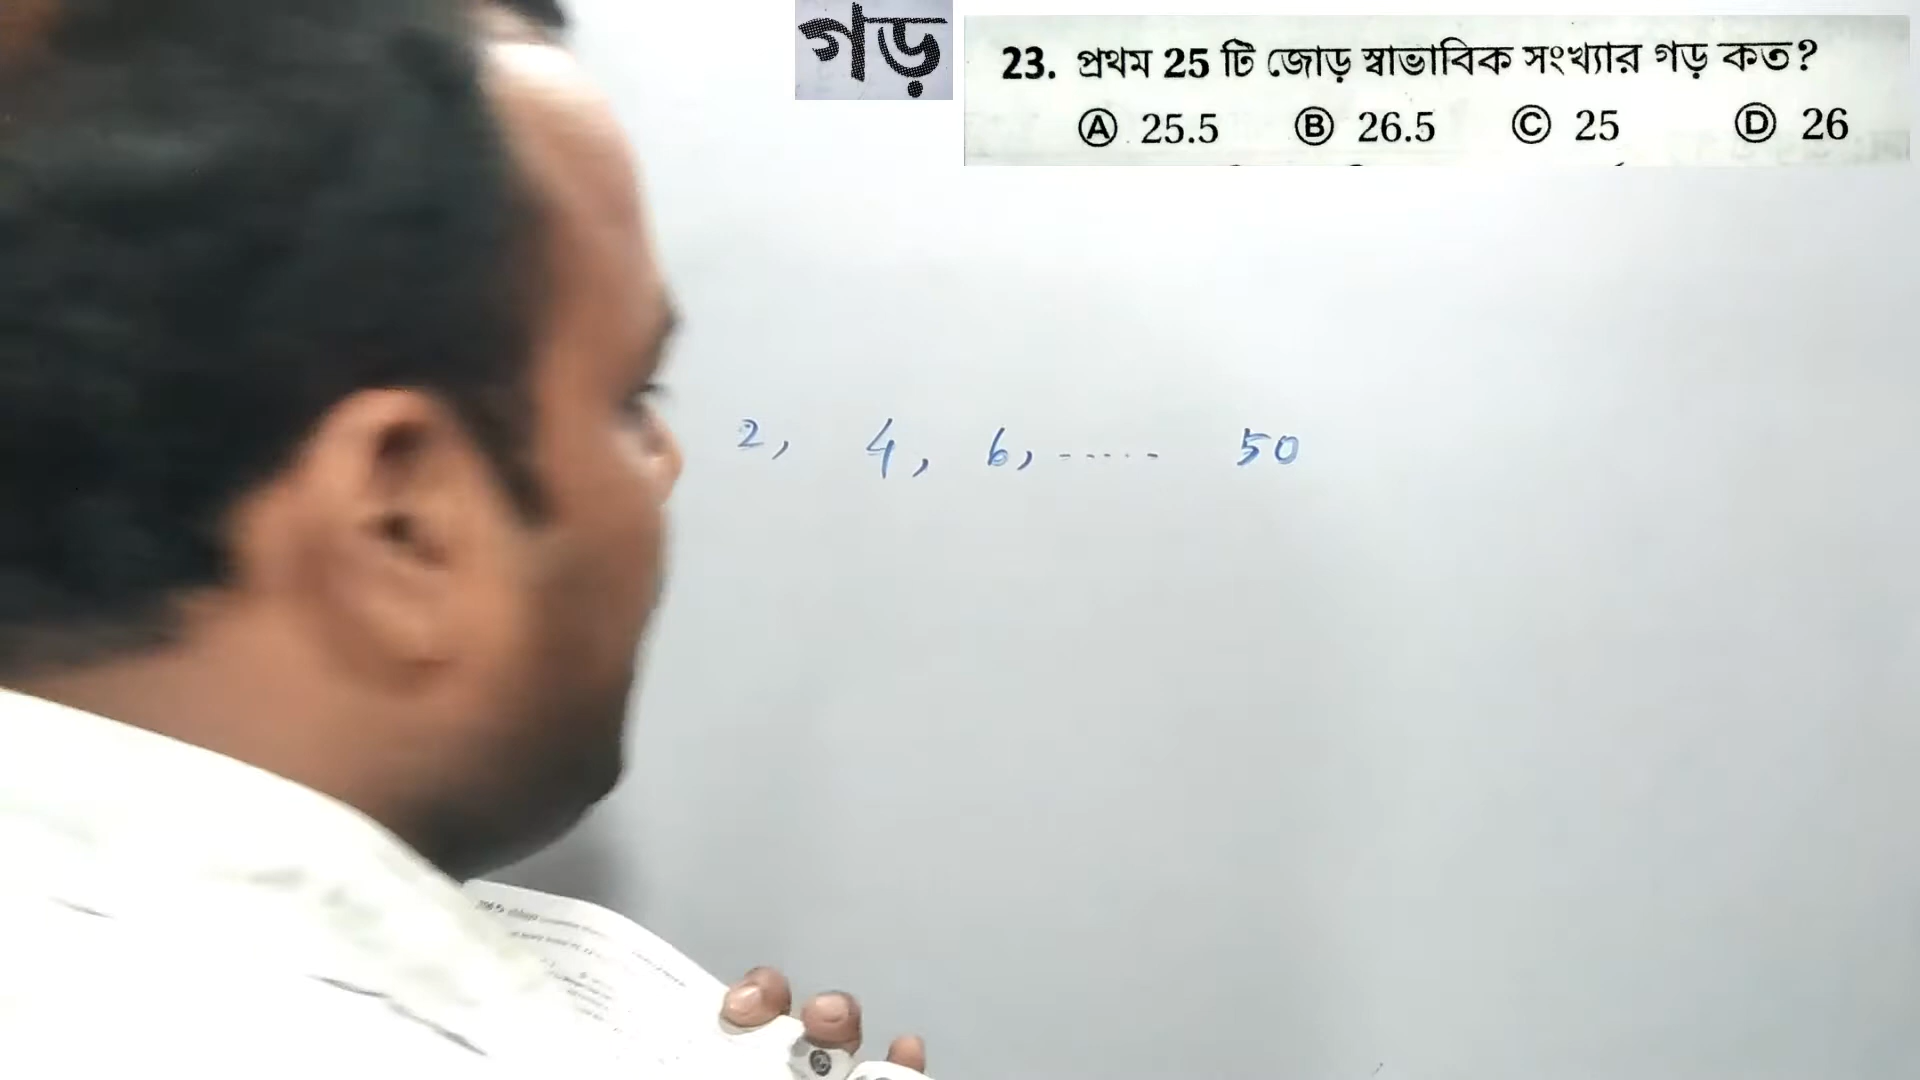 গড়
23. প্রথম 25 টি জোড় স্বাভাবিক সংখ্যার গড় কত?
Ⓐ 25.5 Ⓑ 26.5 Ⓒ 25 Ⓓ 26
2, 4, 6, ..... 50